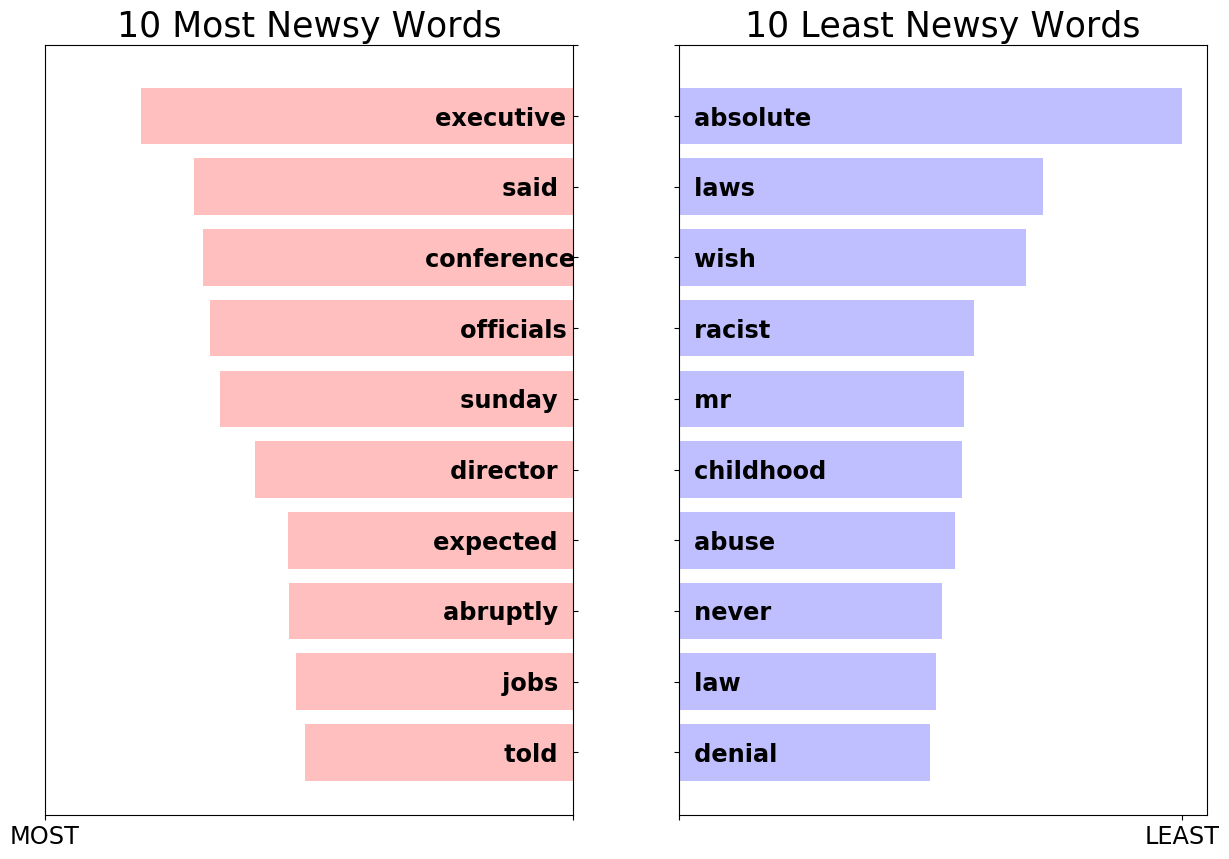 10 Most Newsy Words
executive
said
conference
officials
sunday
director
expected
abruptly
jobs
told
MOST
10 Least Newsy Words
absolute
laws
wish
racist
mr
childhood
abuse
never
law
denial
LEAST